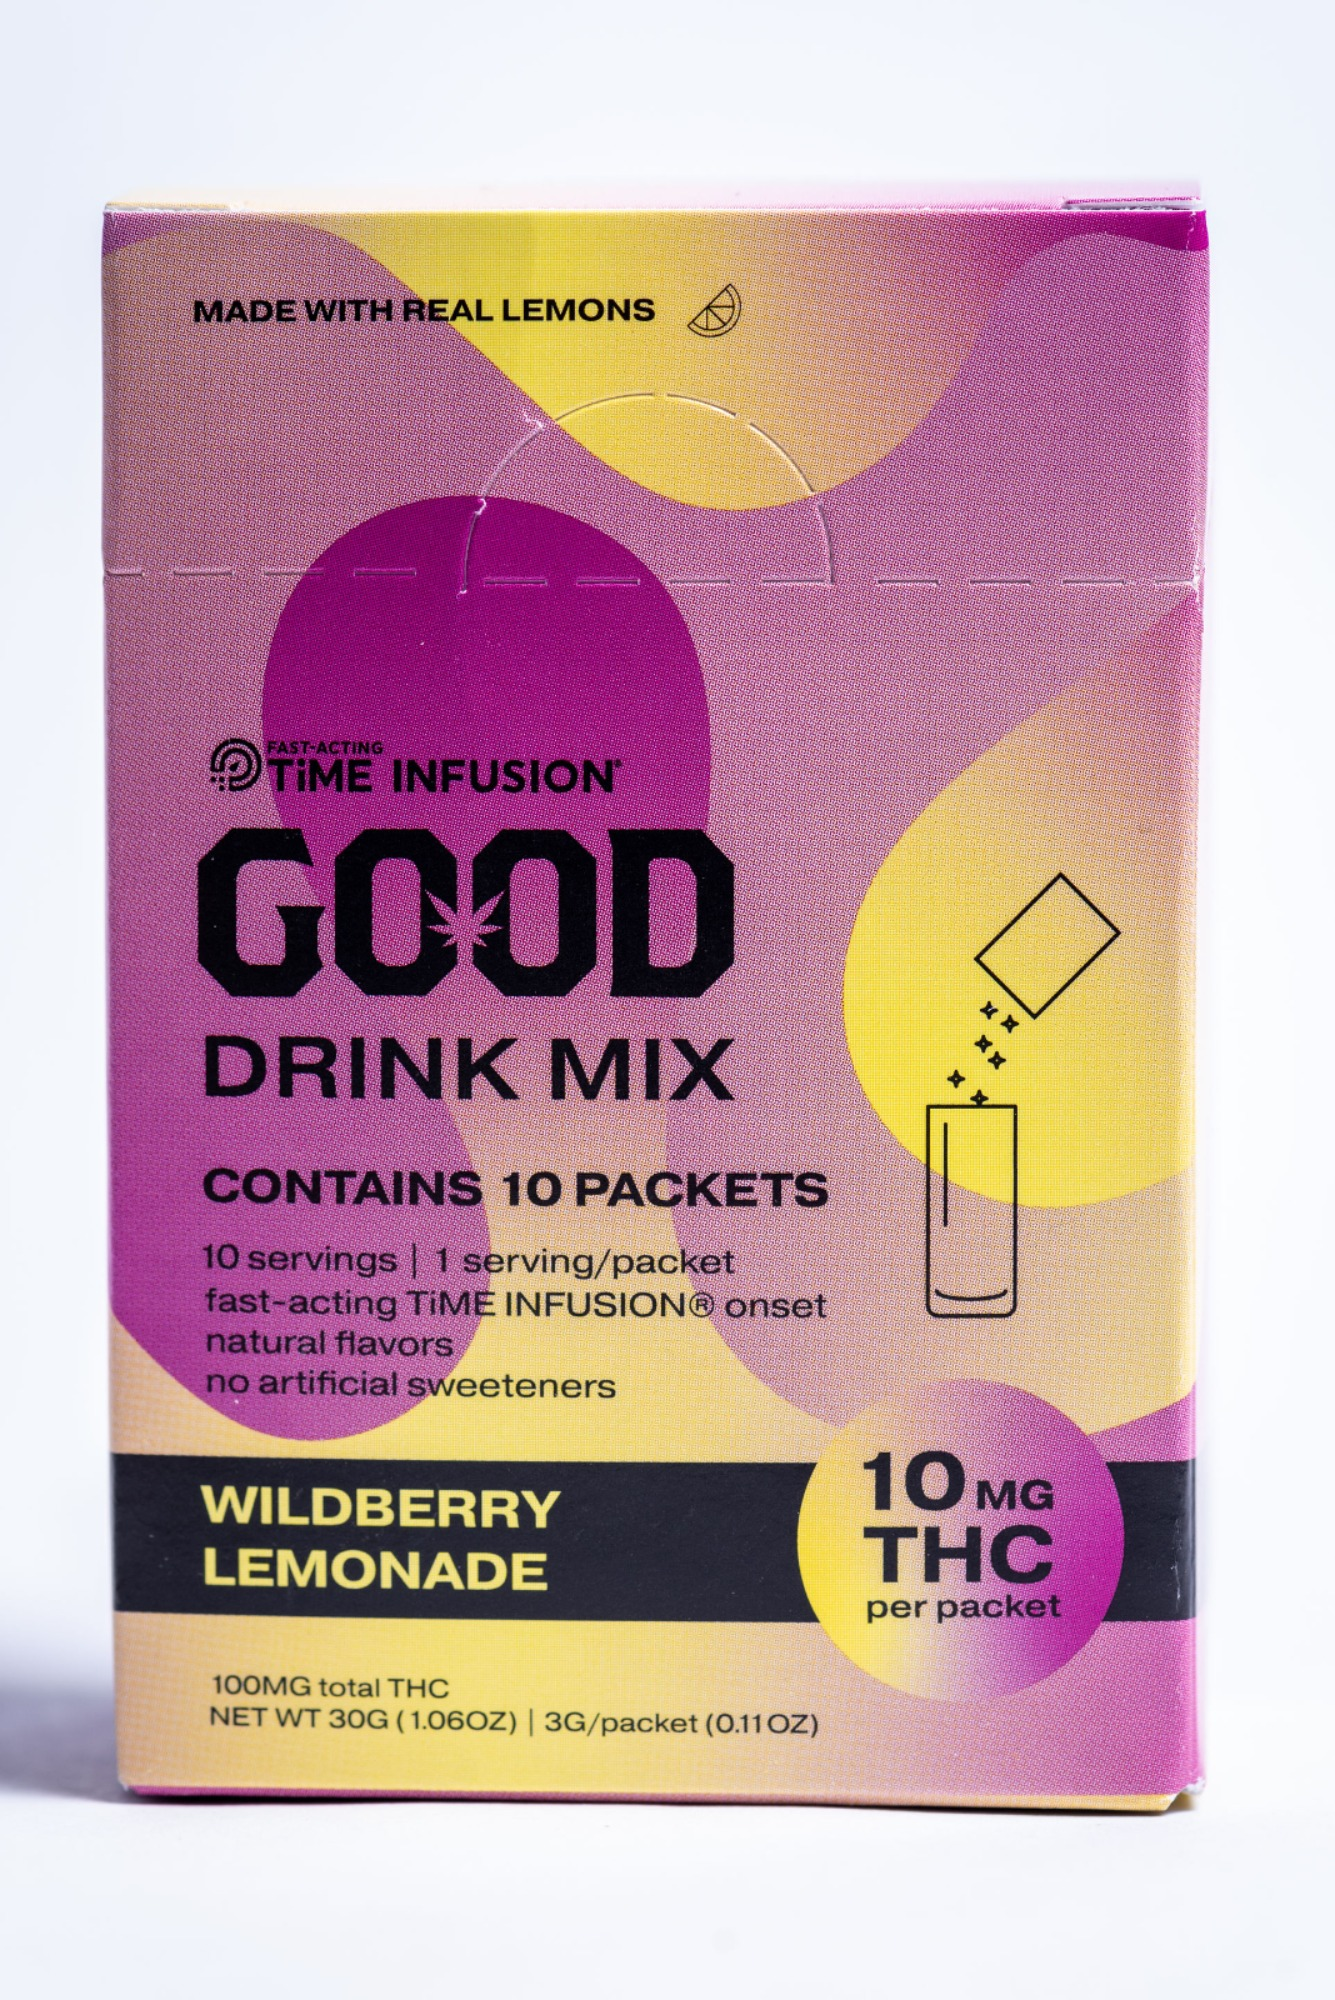 MADE WITH REAL LEMONS
FAST-ACTING
TiME INFUSION®
GOOD
DRINK MIX
CONTAINS 10 PACKETS
10 servings | 1 serving/packet
fast-acting TiME INFUSION® onset
natural flavors
no artificial sweeteners
WILDBERRY
LEMONADE
10 MG
THC
per packet
100MG total THC
NET WT 30G (1.06OZ) | 3G/packet (0.11OZ)